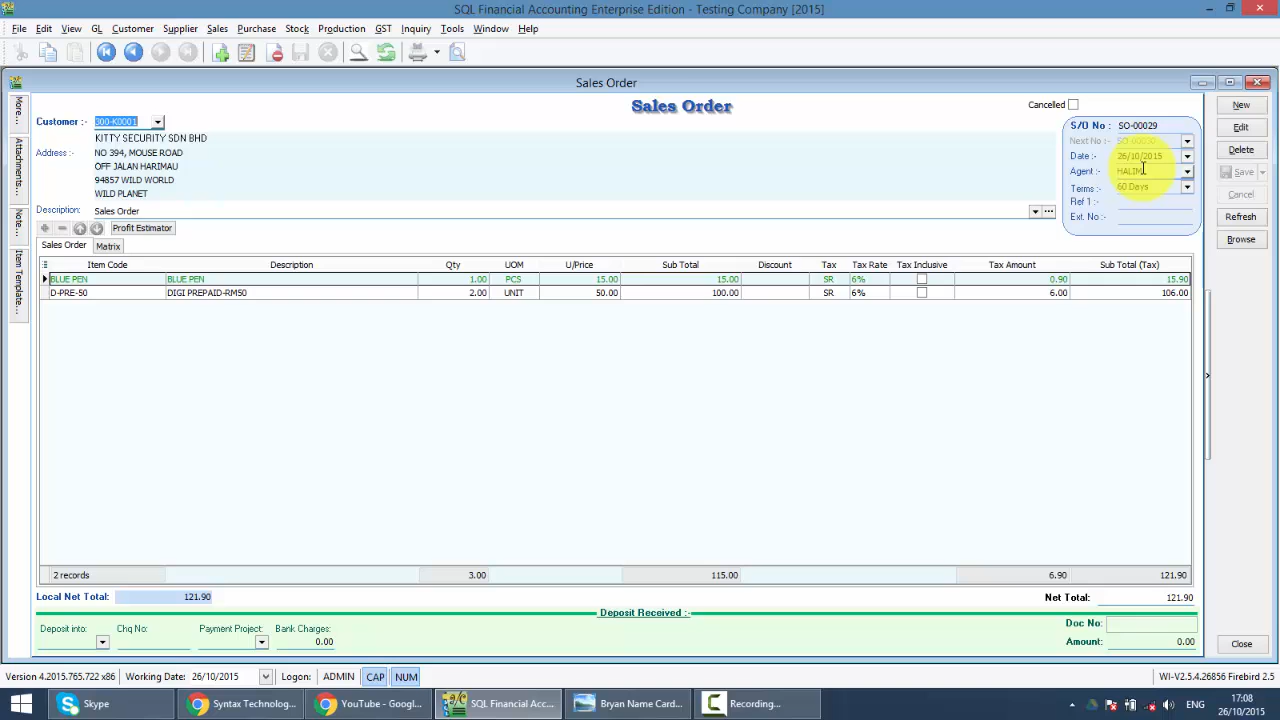 SQL Financial Accounting Enterprise Edition - Testing Company [2015]
File Edit View GL Customer Supplier Sales Purchase Stock Production GST Inquiry Tools Window Help
Sales Order
Sales Order
Cancelled
Customer :- 300-K0001
KITTY SECURITY SDN BHD
Address :- NO 394, MOUSE ROAD
OFF JALAN HARIMAU
94857 WILD WORLD
WILD PLANET
Description: Sales Order
S/O No : SO-00029
Next No :- SO-00030
Date :- 26/10/2015
Agent :- HALIM
Terms :- 60 Days
Ref 1 :-
Ext. No :-
More...
Attachments...
Note...
Item Template...
New
Edit
Delete
Save
Cancel
Refresh
Browse
Profit Estimator
Sales Order Matrix
Item Code Description Qty UOM U/Price Sub Total Discount Tax Tax Rate Tax Inclusive Tax Amount Sub Total (Tax)
BLUE PEN BLUE PEN 1.00 PCS 15.00 15.00 SR 6% 0.90 15.90
D-PRE-50 DIGI PREPAID-RM50 2.00 UNIT 50.00 100.00 SR 6% 6.00 106.00
2 records 3.00 115.00 6.90 121.90
Local Net Total: 121.90 Net Total: 121.90
Deposit Received :-
Deposit into: Chq No: Payment Project: Bank Charges: 0.00
Doc No:
Amount: 0.00
Close
Version 4.2015.765.722 x86 Working Date: 26/10/2015 Logon: ADMIN CAP NUM WI-V2.5.4.26856 Firebird 2.5
Skype Syntax Technolog... YouTube - Googl... SQL Financial Acc... Bryan Name Card... Recording... ENG 17:08
26/10/2015